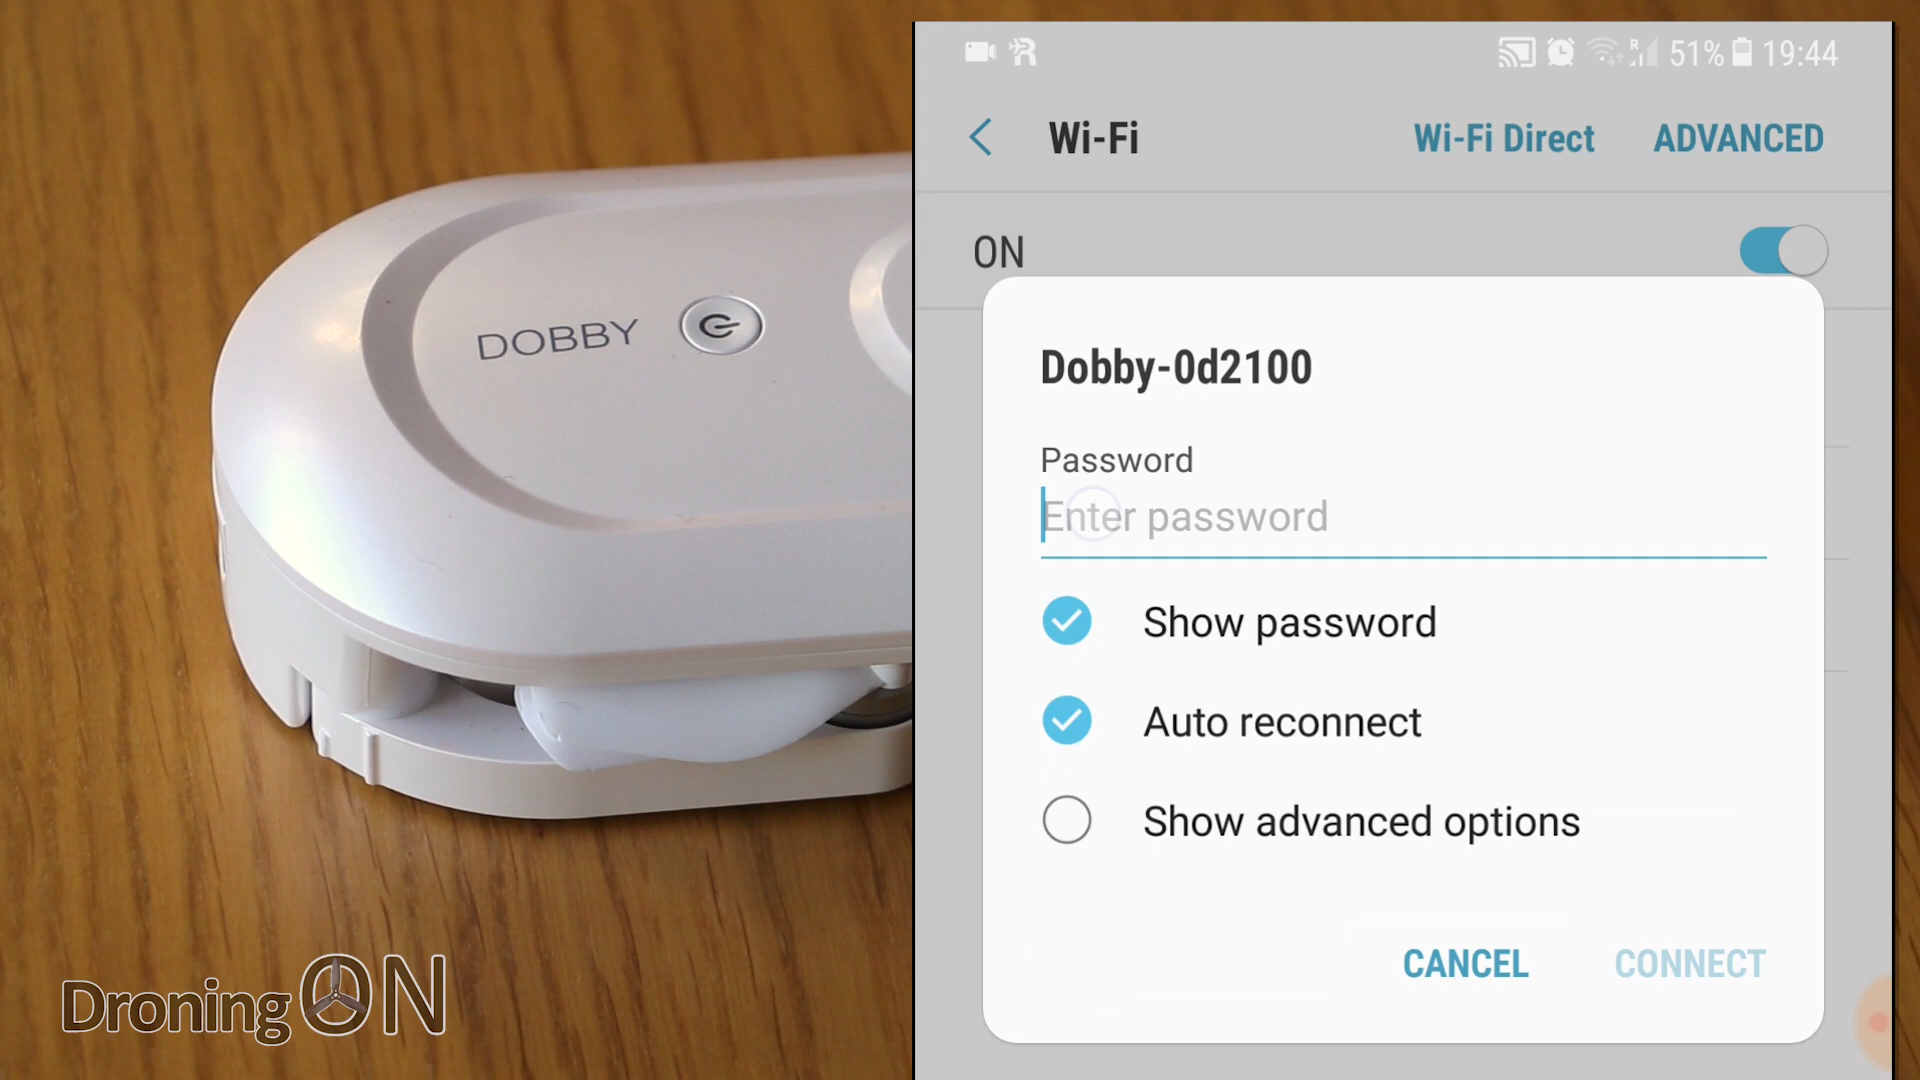 DOBBY
DroningON
51% 19:44
Wi-Fi Wi-Fi Direct ADVANCED
ON
Dobby-0d2100
Password
Enter password
Show password
Auto reconnect
Show advanced options
CANCEL CONNECT